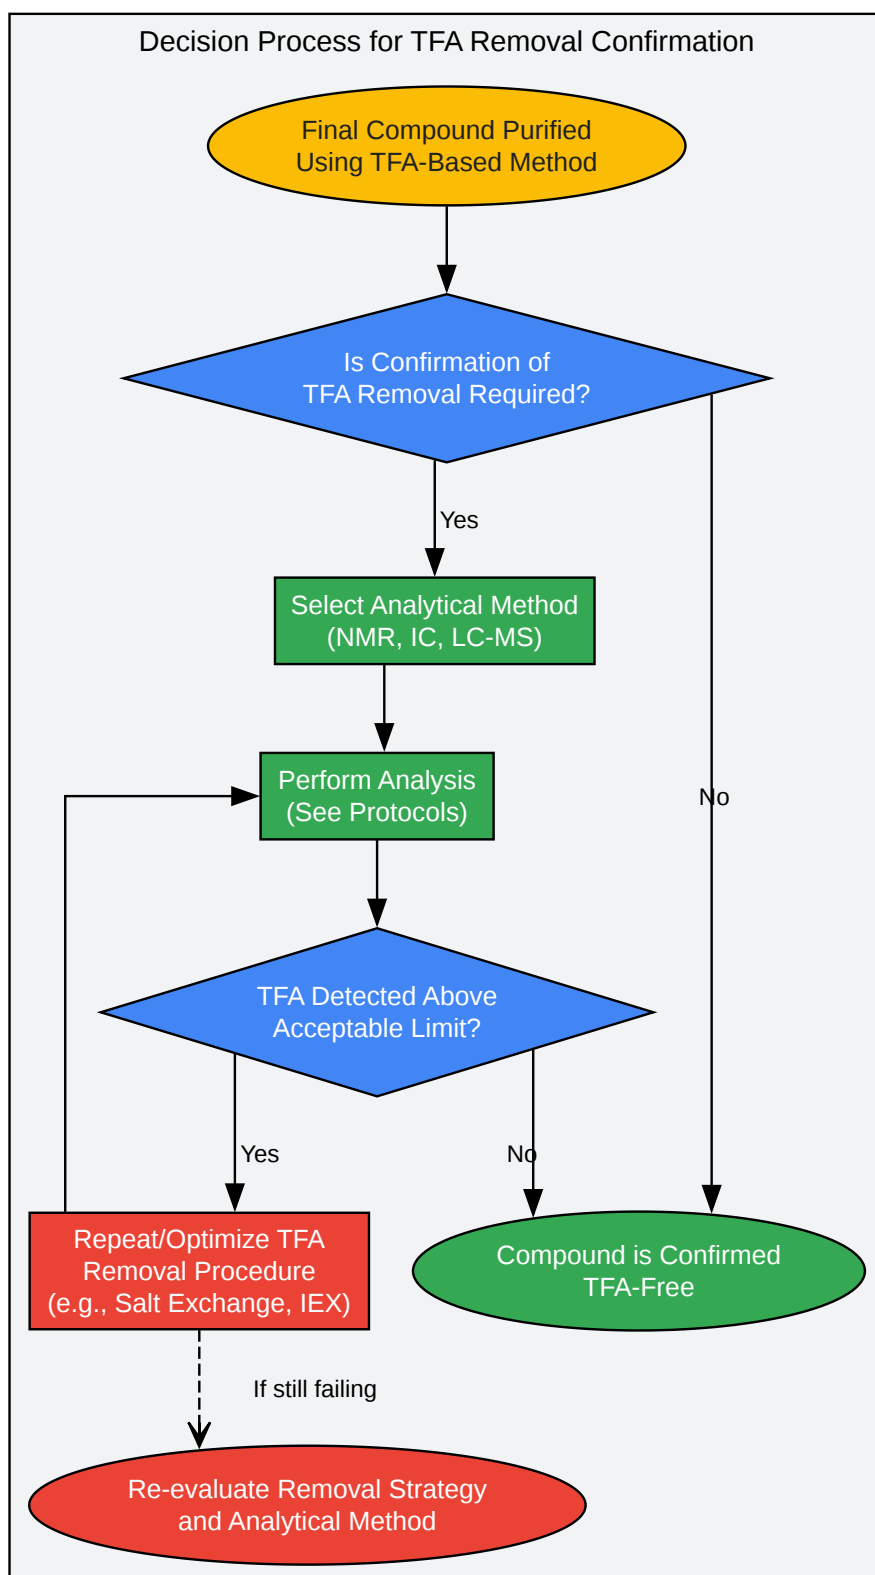 Decision Process for TFA Removal Confirmation
Final Compound Purified
Using TFA-Based Method
Is Confirmation of
TFA Removal Required?
Yes
Select Analytical Method
(NMR, IC, LC-MS)
Perform Analysis
(See Protocols)
No
TFA Detected Above
Acceptable Limit?
Yes
No
Repeat/Optimize TFA
Removal Procedure
(e.g., Salt Exchange, IEX)
Compound is Confirmed
TFA-Free
If still failing
Re-evaluate Removal Strategy
and Analytical Method